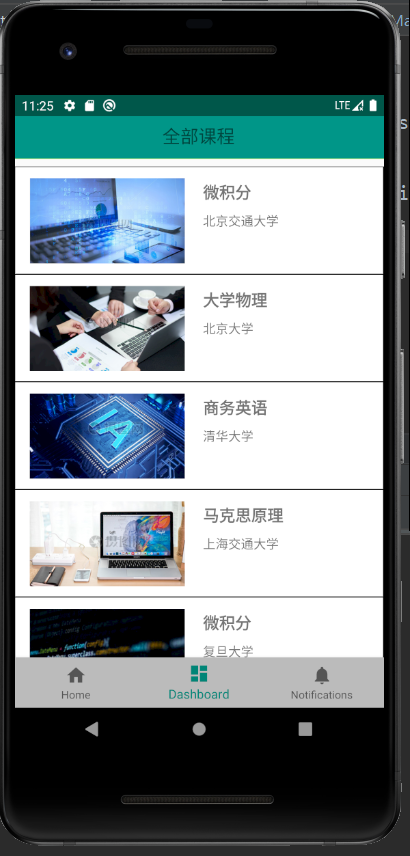 11:25
LTE
全部课程
微积分
北京交通大学
大学物理
北京大学
商务英语
清华大学
IA
马克思原理
上海交通大学
微积分
复旦大学
Home
Dashboard
Notifications